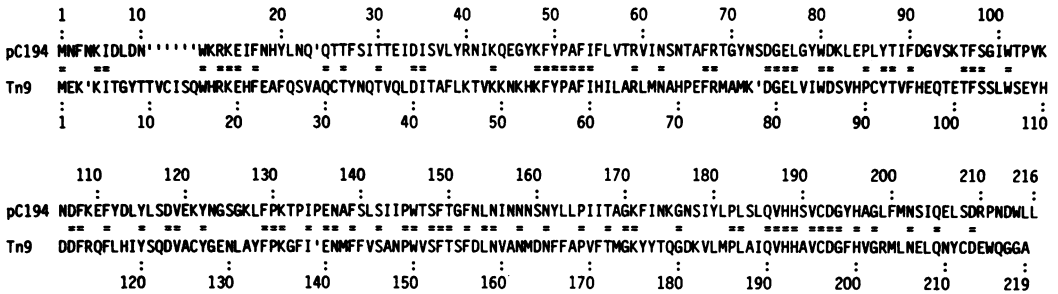 1 10 20 30 40 50 60 70 80 90 100
pC194 MNFNKIDLDN''''''WKRKEIFNHYLNQ'QTTFSITTEIDISVLYRNIKQEGYKFYPAFIFLVTRVINSNTAFRTGYNSDGELGYWDKLEPLYTIFDGVSKTFSGIWTPVK
Tn9 MEK'KITGYTTVCISQWHRKEHFEAFQSVAQCTYNQTVQLDITAFLKTVKKNKHKFYPAFIHILARLMNAHPEFRMAMK'DGELVIWDSVHPCYTVFHEQTETFSSLWSEYH
1 10 20 30 40 50 60 70 80 90 100 110
110 120 130 140 150 160 170 180 190 200 210 216
pC194 NDFKEFYDLYLSDVEKYNGSGKLFPKTPIPENAFSLSIIPWTSFTGFNLNINNNSNYLLPIITAGKFINKGNSIYLPLSLQVHHSVCDGYHAGLFMNSIQELSDRPNDWLL
Tn9 DDFRQFLHIYSQDVACYGENLAYFPKGFI'ENMFFVSANPWVSFTSFDLNVANMDNFFAPVFTMGKYYTQGDKVLMPLAIQVHHAVCDGFHVGRMLNELQNYCDEWQGGA
120 130 140 150 160 170 180 190 200 210 219